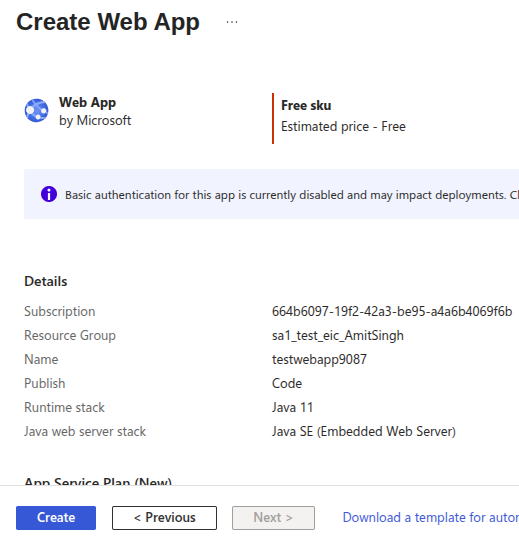 Create Web App ...
Web App
by Microsoft
Free sku
Estimated price - Free
Basic authentication for this app is currently disabled and may impact deployments. Cl
Details
Subscription 664b6097-19f2-42a3-be95-a4a6b4069f6b
Resource Group sa1_test_eic_AmitSingh
Name testwebapp9087
Publish Code
Runtime stack Java 11
Java web server stack Java SE (Embedded Web Server)
App Service Plan (New)
Create
< Previous
Next >
Download a template for autor